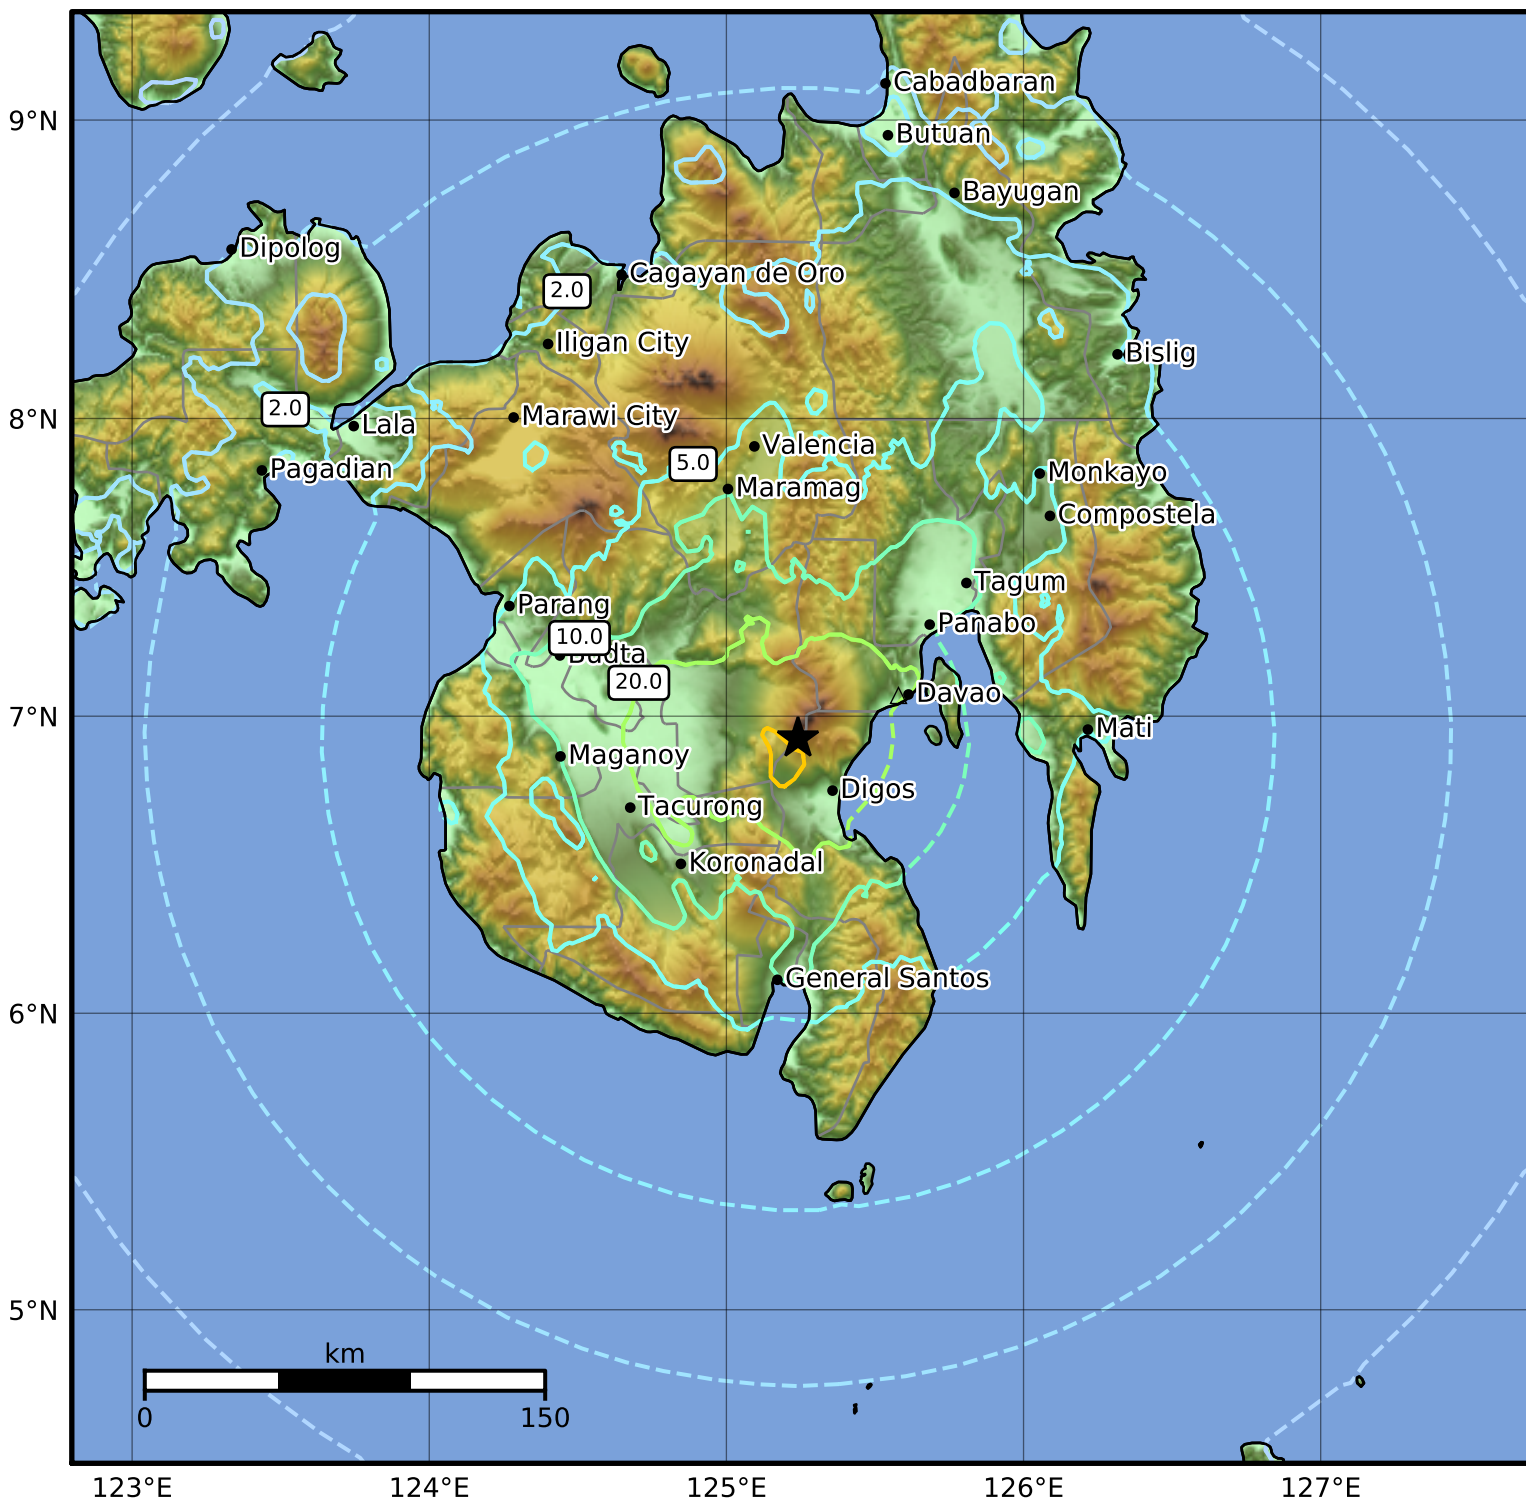 Cabadbaran
9°N
Butuan
Bayugan
Dipolog
Cagayan de Oro
2.0
Iligan City
Bislig
2.0
8°N
Marawi City
Lala
Valencia
5.0
Pagadian
Monkayo
Maramag
Compostela
Tagum
Parang
Panabo
10.0
Budta
20.0
Davao
7°N
Mati
Maganoy
Digos
Tacurong
Koronadal
General Santos
6°N
5°N
km
0 150
123°E 124°E 125°E 126°E 127°E